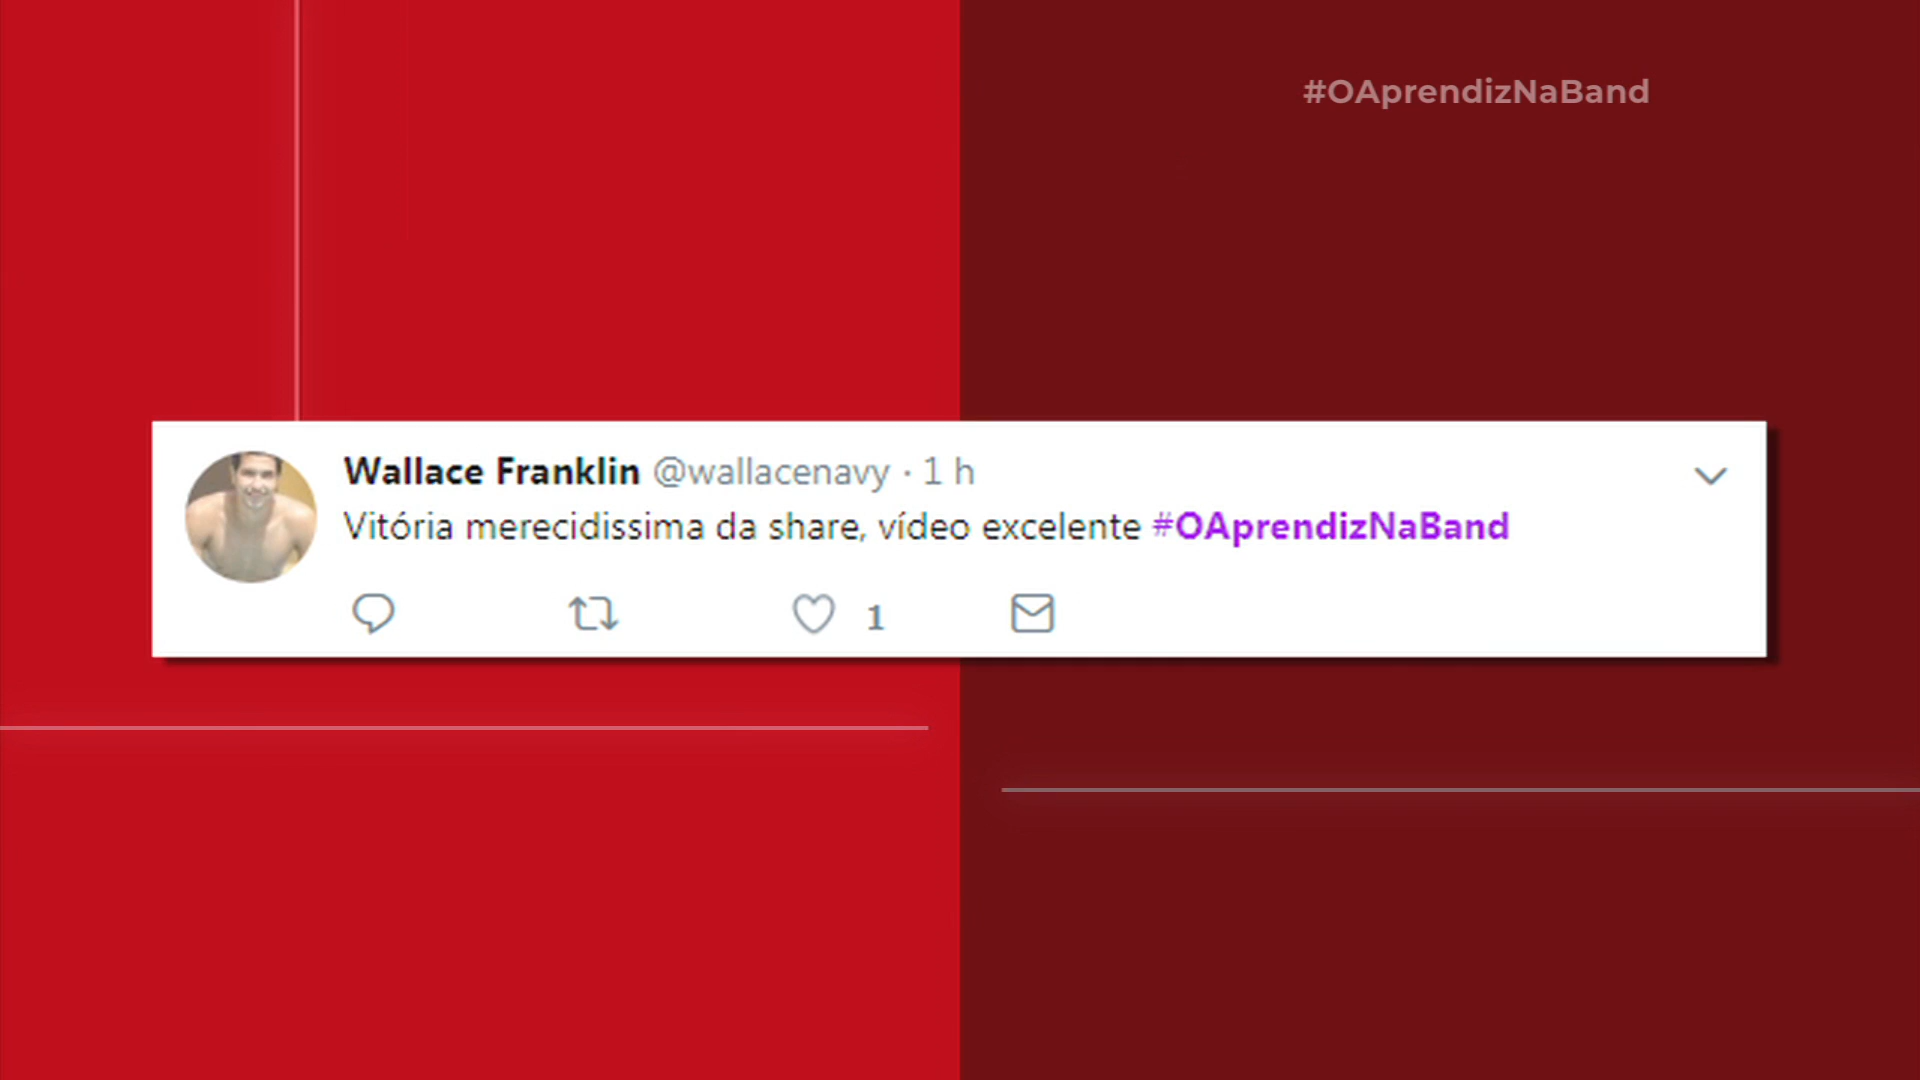 #OAprendizNaBand
Wallace Franklin @wallacenavy · 1 h
Vitória merecidissima da share, vídeo excelente #OAprendizNaBand
1